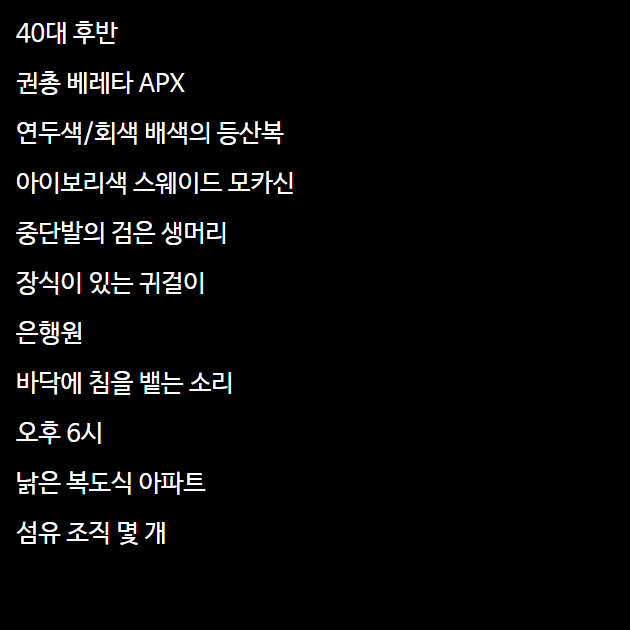 40대 후반
권총 베레타 APX
연두색/회색 배색의 등산복
아이보리색 스웨이드 모카신
중단발의 검은 생머리
장식이 있는 귀걸이
은행원
바닥에 침을 뱉는 소리
오후 6시
낡은 복도식 아파트
섬유 조직 몇 개